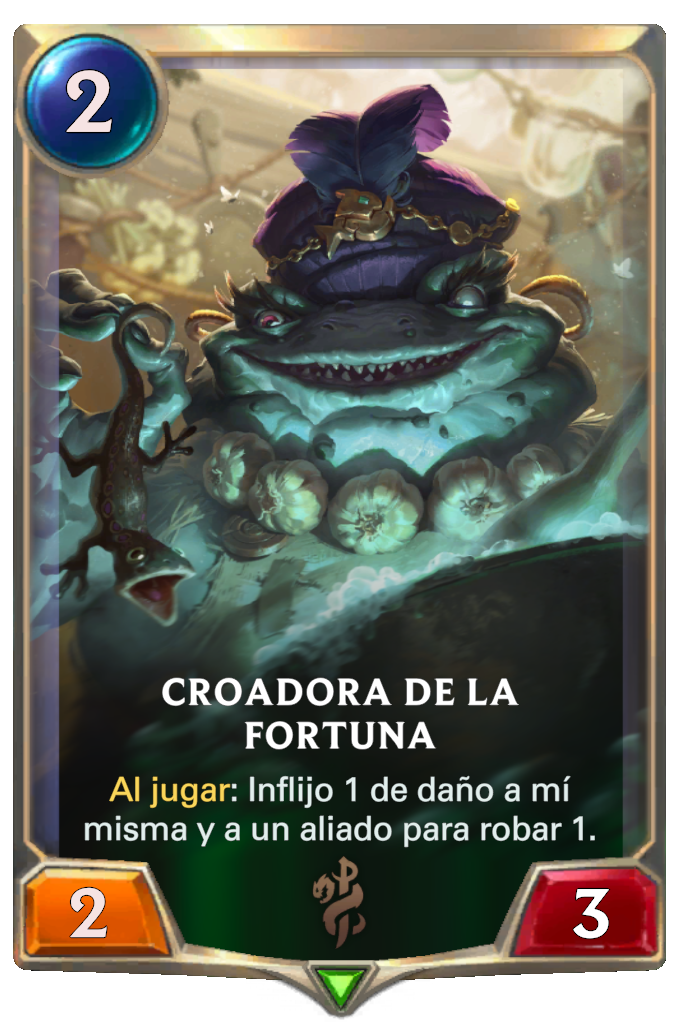 2
CROADORA DE LA
FORTUNA
Al jugar: Inflijo 1 de daño a mí
misma y a un aliado para robar 1.
2
3